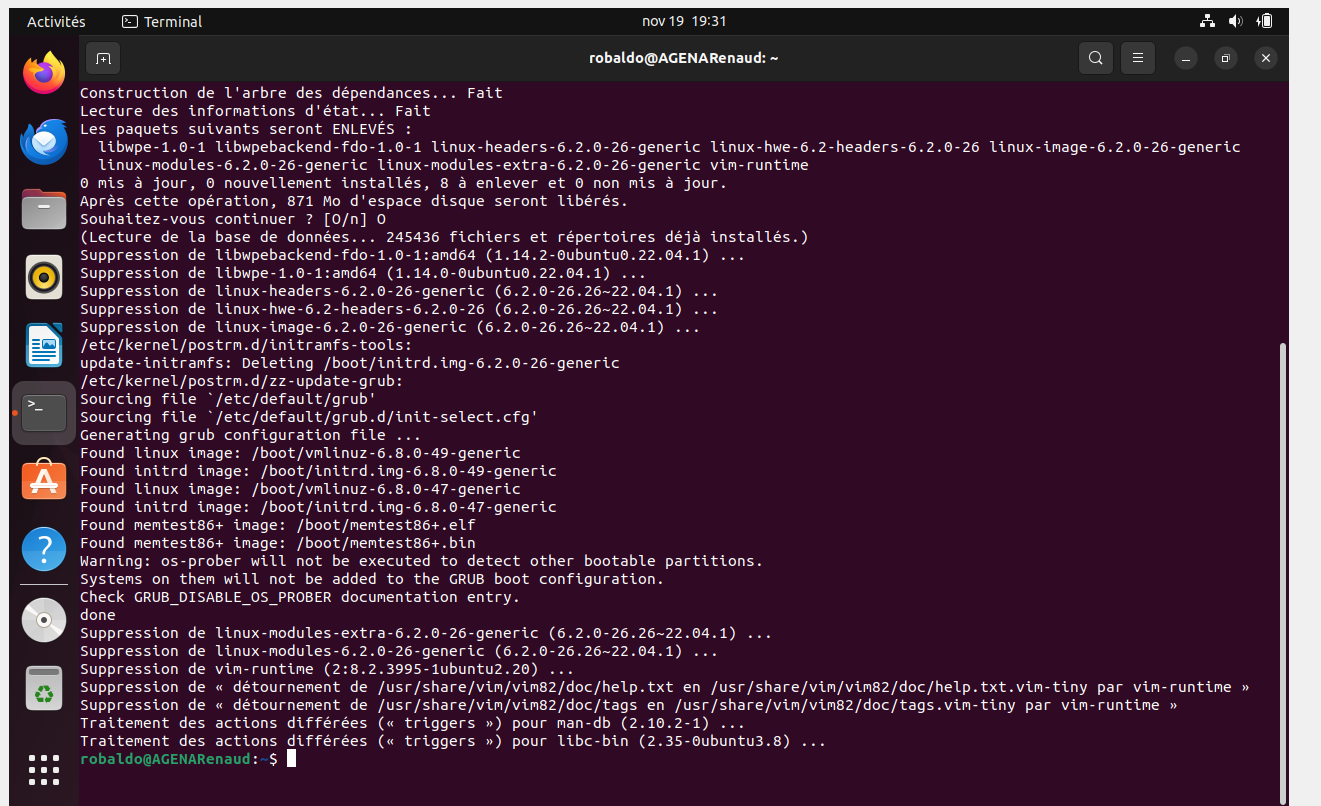 Activités
Terminal
nov 19 19:31
robaldo@AGENARenaud: ~
Construction de l'arbre des dépendances... Fait
Lecture des informations d'état... Fait
Les paquets suivants seront ENLEVÉS :
  libwpe-1.0-1 libwpebackend-fdo-1.0-1 linux-headers-6.2.0-26-generic linux-hwe-6.2-headers-6.2.0-26 linux-image-6.2.0-26-generic
  linux-modules-6.2.0-26-generic linux-modules-extra-6.2.0-26-generic vim-runtime
0 mis à jour, 0 nouvellement installés, 8 à enlever et 0 non mis à jour.
Après cette opération, 871 Mo d'espace disque seront libérés.
Souhaitez-vous continuer ? [O/n] O
(Lecture de la base de données... 245436 fichiers et répertoires déjà installés.)
Suppression de libwpebackend-fdo-1.0-1:amd64 (1.14.2-0ubuntu0.22.04.1) ...
Suppression de libwpe-1.0-1:amd64 (1.14.0-0ubuntu0.22.04.1) ...
Suppression de linux-headers-6.2.0-26-generic (6.2.0-26.26~22.04.1) ...
Suppression de linux-hwe-6.2-headers-6.2.0-26 (6.2.0-26.26~22.04.1) ...
Suppression de linux-image-6.2.0-26-generic (6.2.0-26.26~22.04.1) ...
/etc/kernel/postrm.d/initramfs-tools:
update-initramfs: Deleting /boot/initrd.img-6.2.0-26-generic
/etc/kernel/postrm.d/zz-update-grub:
Sourcing file `/etc/default/grub'
Sourcing file `/etc/default/grub.d/init-select.cfg'
Generating grub configuration file ...
Found linux image: /boot/vmlinuz-6.8.0-49-generic
Found initrd image: /boot/initrd.img-6.8.0-49-generic
Found linux image: /boot/vmlinuz-6.8.0-47-generic
Found initrd image: /boot/initrd.img-6.8.0-47-generic
Found memtest86+ image: /boot/memtest86+.elf
Found memtest86+ image: /boot/memtest86+.bin
Warning: os-prober will not be executed to detect other bootable partitions.
Systems on them will not be added to the GRUB boot configuration.
Check GRUB_DISABLE_OS_PROBER documentation entry.
done
Suppression de linux-modules-extra-6.2.0-26-generic (6.2.0-26.26~22.04.1) ...
Suppression de linux-modules-6.2.0-26-generic (6.2.0-26.26~22.04.1) ...
Suppression de vim-runtime (2:8.2.3995-1ubuntu2.20) ...
Suppression de « détournement de /usr/share/vim/vim82/doc/help.txt en /usr/share/vim/vim82/doc/help.txt.vim-tiny par vim-runtime »
Suppression de « détournement de /usr/share/vim/vim82/doc/tags en /usr/share/vim/vim82/doc/tags.vim-tiny par vim-runtime »
Traitement des actions différées (« triggers ») pour man-db (2.10.2-1) ...
Traitement des actions différées (« triggers ») pour libc-bin (2.35-0ubuntu3.8) ...
robaldo@AGENARenaud:~$